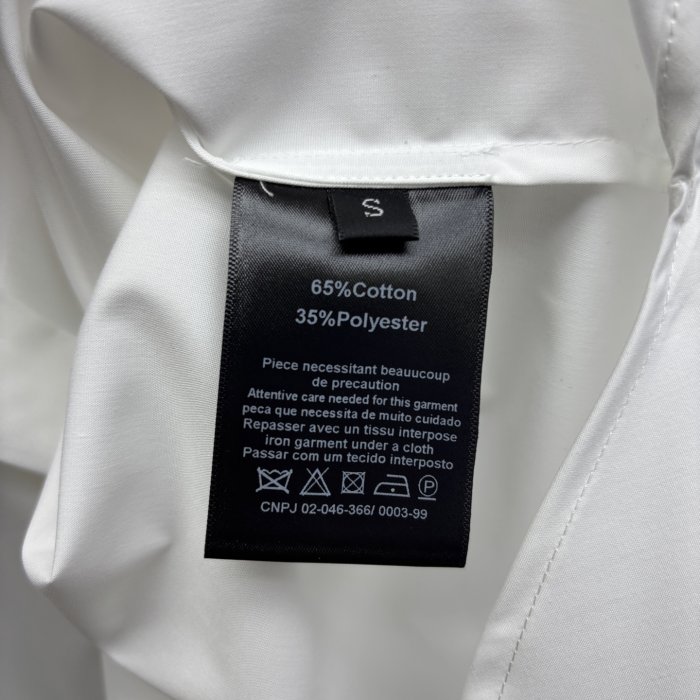 S
65%Cotton
35%Polyester
Piece necessitant beauucoup
de precaution
Attentive care needed for this garment
peca que necessita de muito cuidado
Repasser avec un tissu interpose
iron garment under a cloth
Passar com um tecido interposto
P
CNPJ 02-046-366/ 0003-99